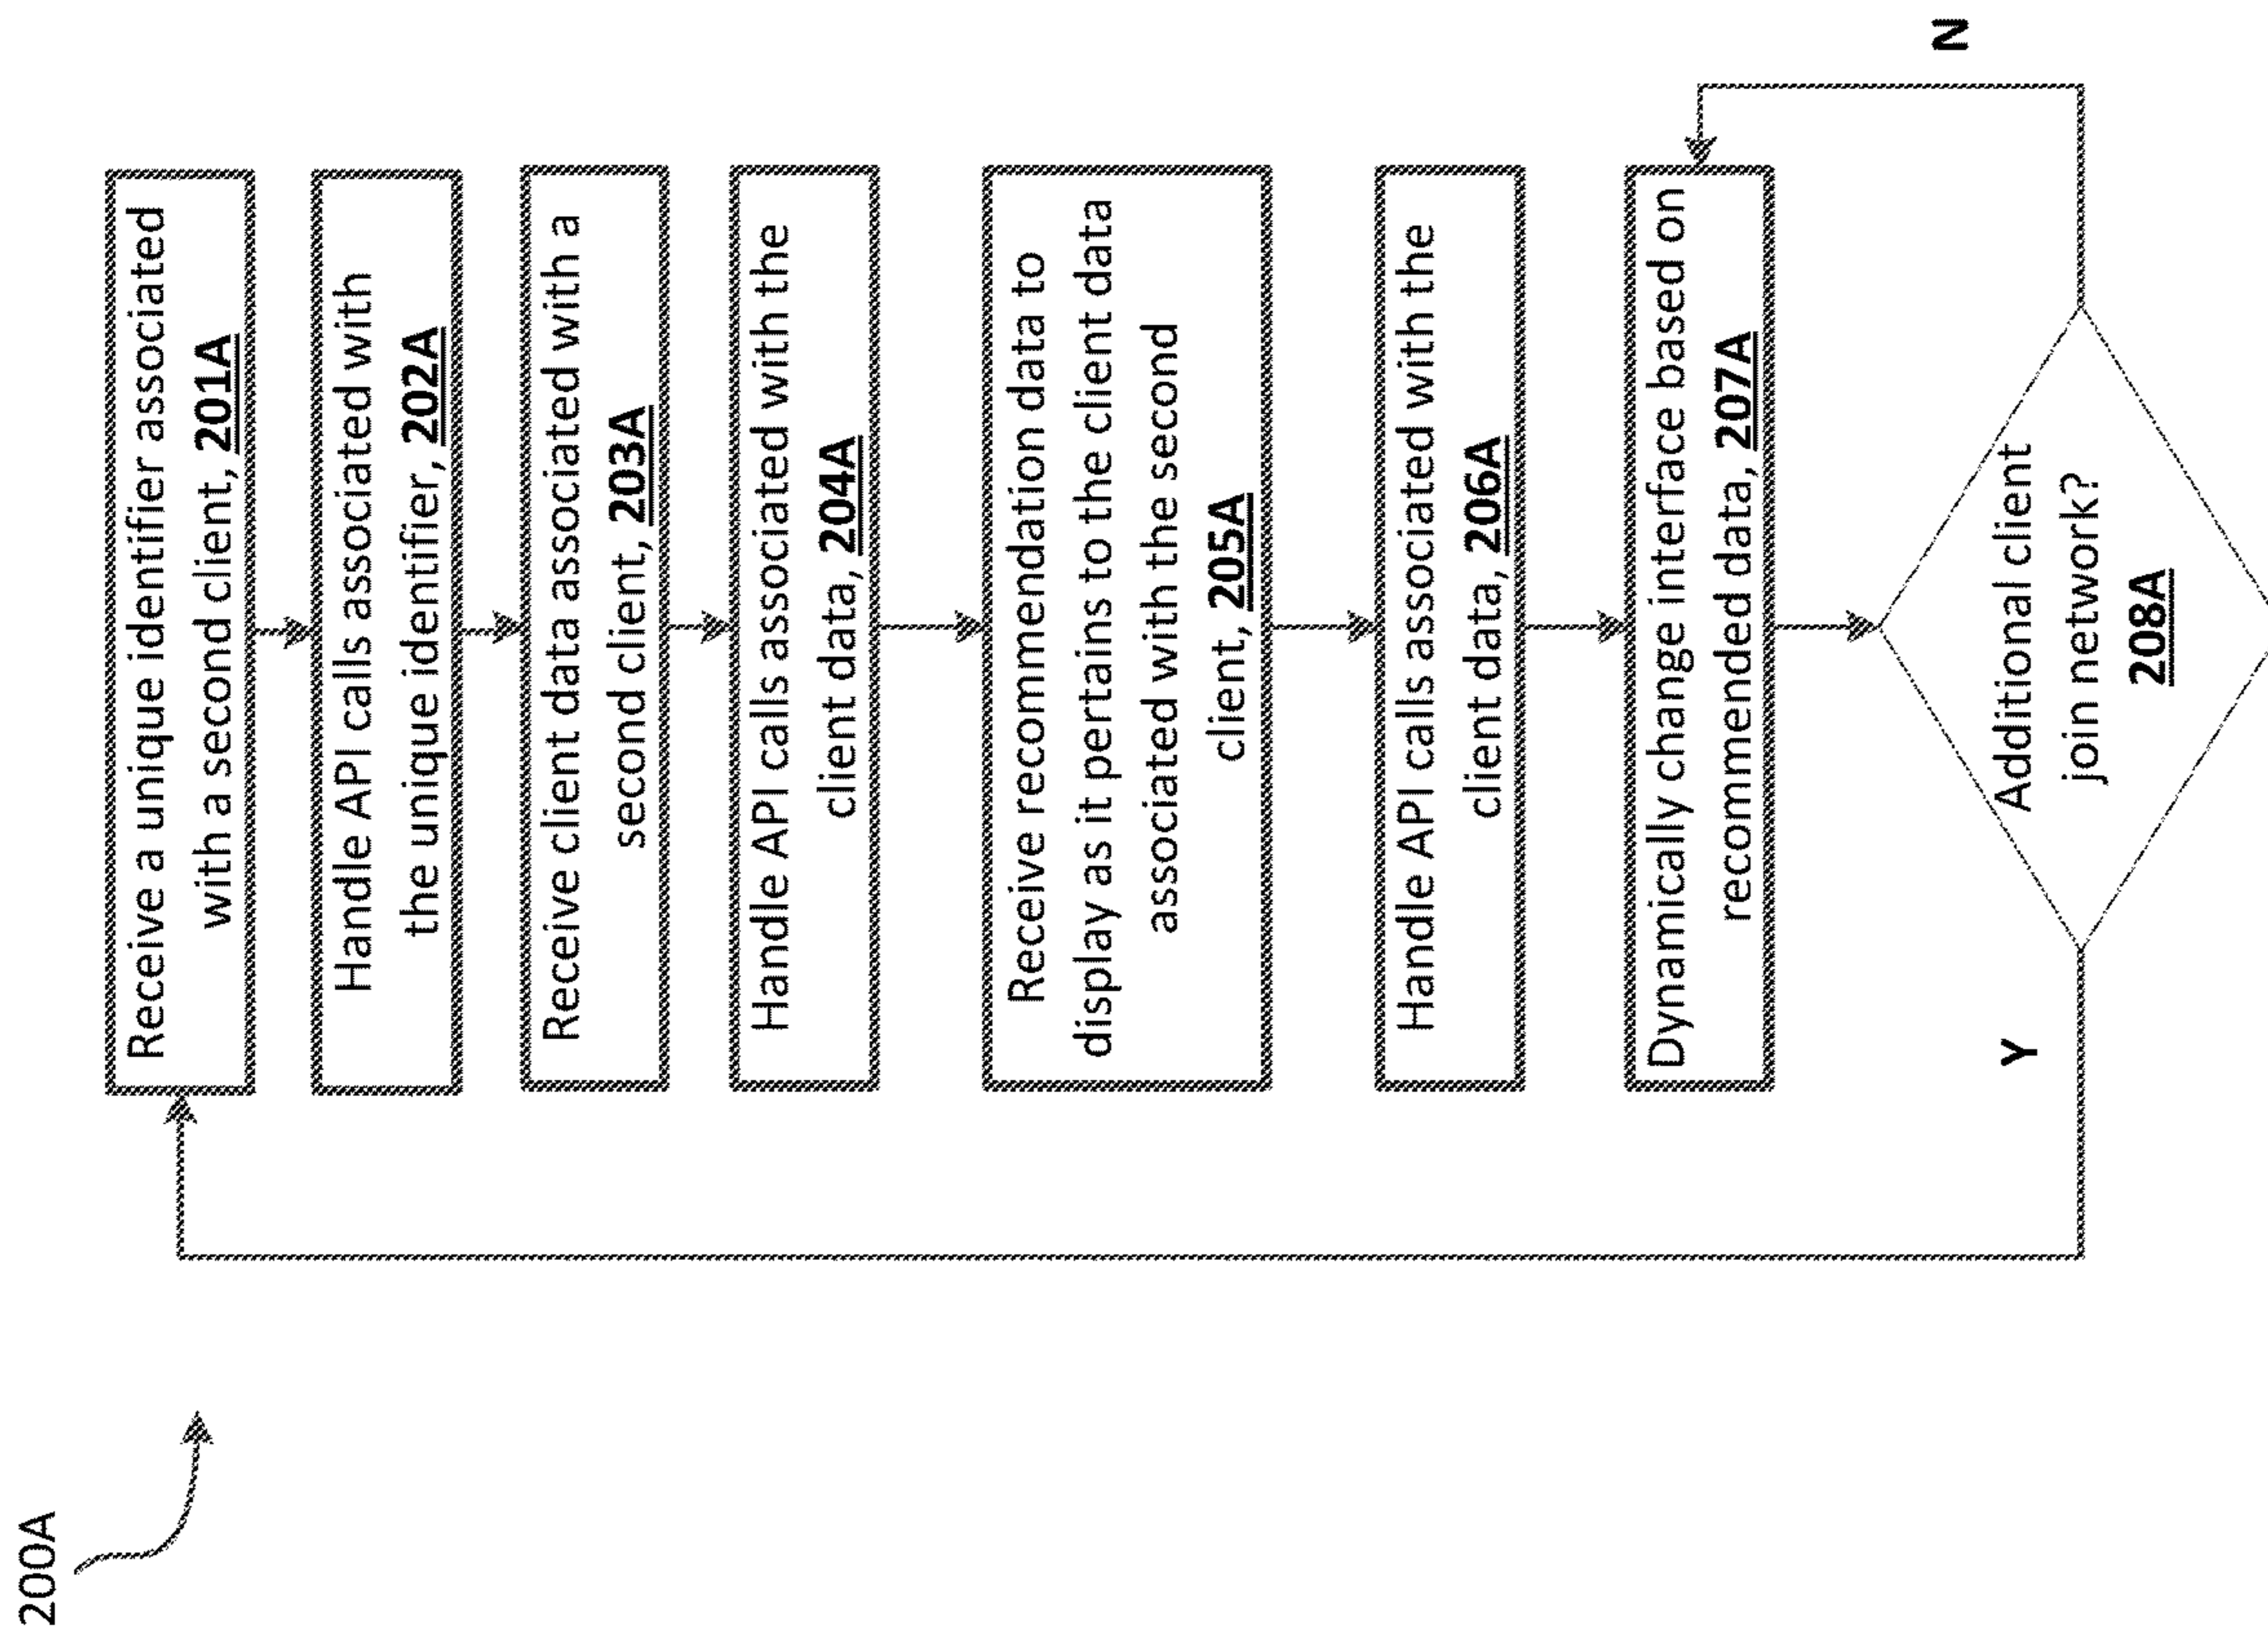 200A
Receive a unique identifier associated
with a second client, 201A
Handle API calls associated with
the unique identifier, 202A
Receive client data associated with a
second client, 203A
Handle API calls associated with the
client data, 204A
Receive recommendation data to
display as it pertains to the client data
associated with the second
client, 205A
Handle API calls associated with the
client data, 206A
Dynamically change interface based on
recommended data, 207A
Additional client
join network?
208A
Y
N